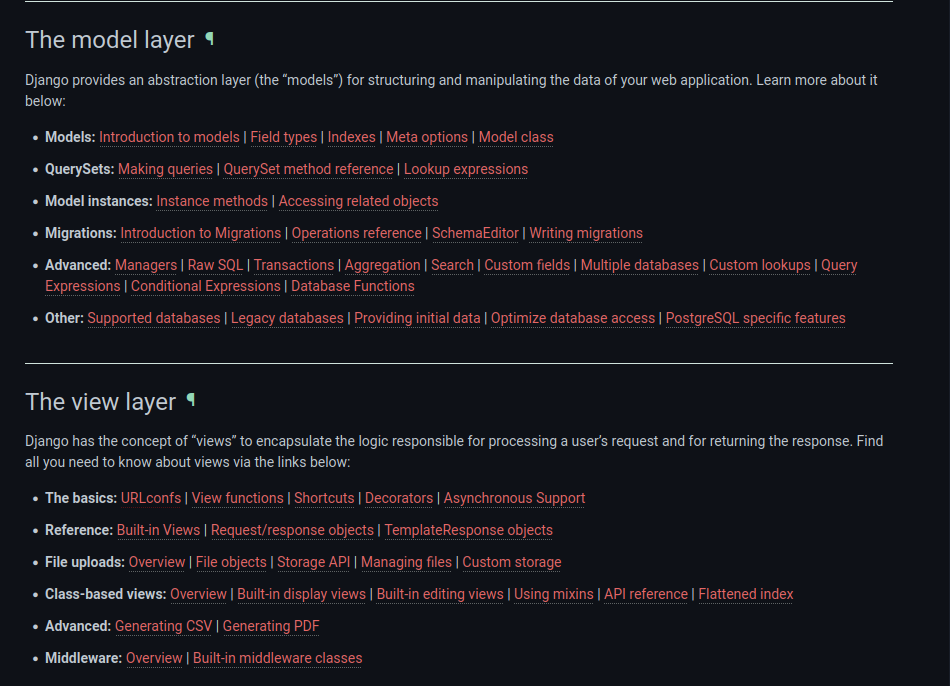 The model layer ¶
Django provides an abstraction layer (the “models”) for structuring and manipulating the data of your web application. Learn more about it
below:
• Models: Introduction to models | Field types | Indexes | Meta options | Model class
• QuerySets: Making queries | QuerySet method reference | Lookup expressions
• Model instances: Instance methods | Accessing related objects
• Migrations: Introduction to Migrations | Operations reference | SchemaEditor | Writing migrations
• Advanced: Managers | Raw SQL | Transactions | Aggregation | Search | Custom fields | Multiple databases | Custom lookups | Query
Expressions | Conditional Expressions | Database Functions
• Other: Supported databases | Legacy databases | Providing initial data | Optimize database access | PostgreSQL specific features
The view layer ¶
Django has the concept of “views” to encapsulate the logic responsible for processing a user’s request and for returning the response. Find
all you need to know about views via the links below:
• The basics: URLconfs | View functions | Shortcuts | Decorators | Asynchronous Support
• Reference: Built-in Views | Request/response objects | TemplateResponse objects
• File uploads: Overview | File objects | Storage API | Managing files | Custom storage
• Class-based views: Overview | Built-in display views | Built-in editing views | Using mixins | API reference | Flattened index
• Advanced: Generating CSV | Generating PDF
• Middleware: Overview | Built-in middleware classes